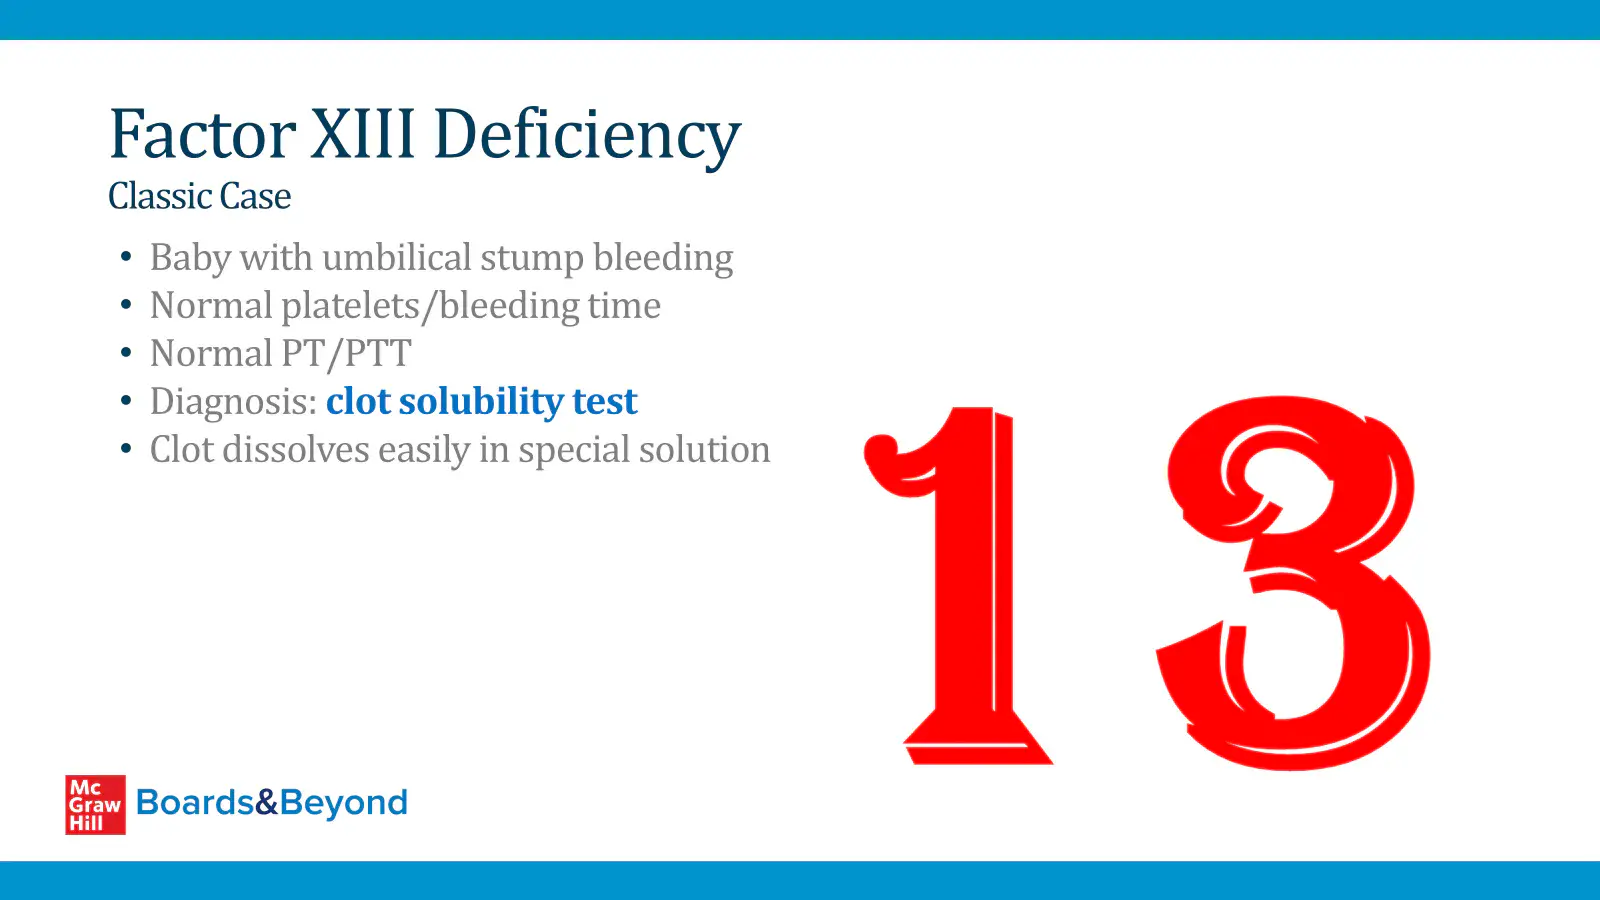 Factor XIII Deficiency
Classic Case
• Baby with umbilical stump bleeding
• Normal platelets/bleeding time
• Normal PT/PTT
• Diagnosis: clot solubility test
• Clot dissolves easily in special solution
13
Mc
Graw
Hill
Boards&Beyond